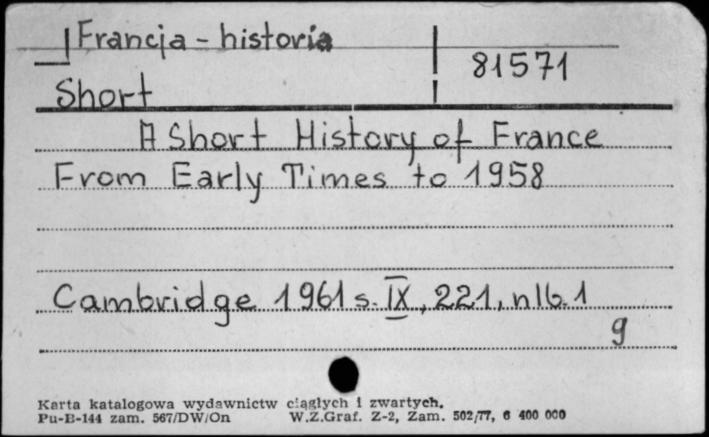 Francja - historia
81571
Short
A Short History of France
From Early Times to 1958
Cambridge 1961 s. IX, 221, nlb. 1
g
Karta katalogowa wydawnictw ciągłych i zwartych.
Pu-B-144 zam. 567/DW/On W.Z.Graf. Z-2, Zam. 502/77, 6 400 000